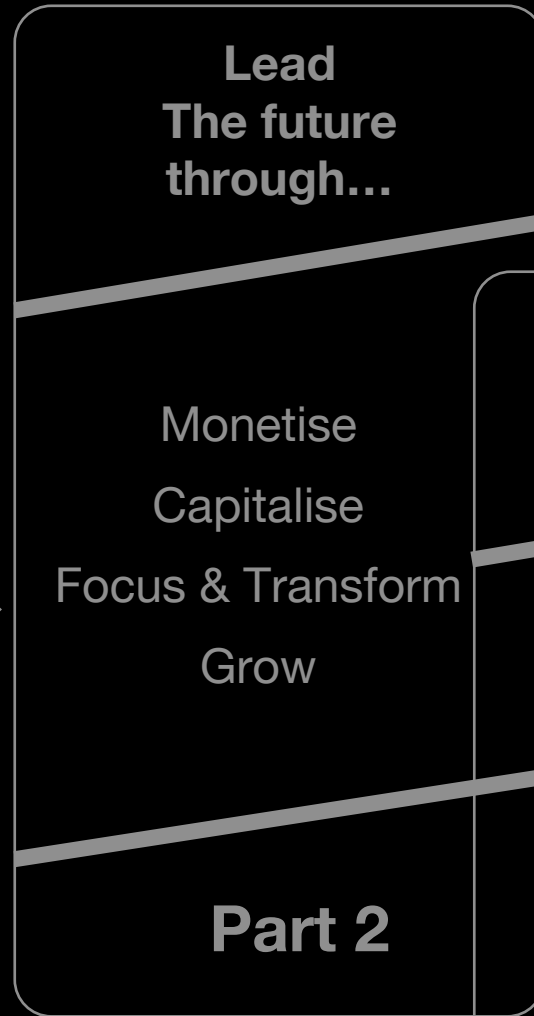 Lead
The future
through…
Monetise
Capitalise
Focus & Transform
Grow
Part 2